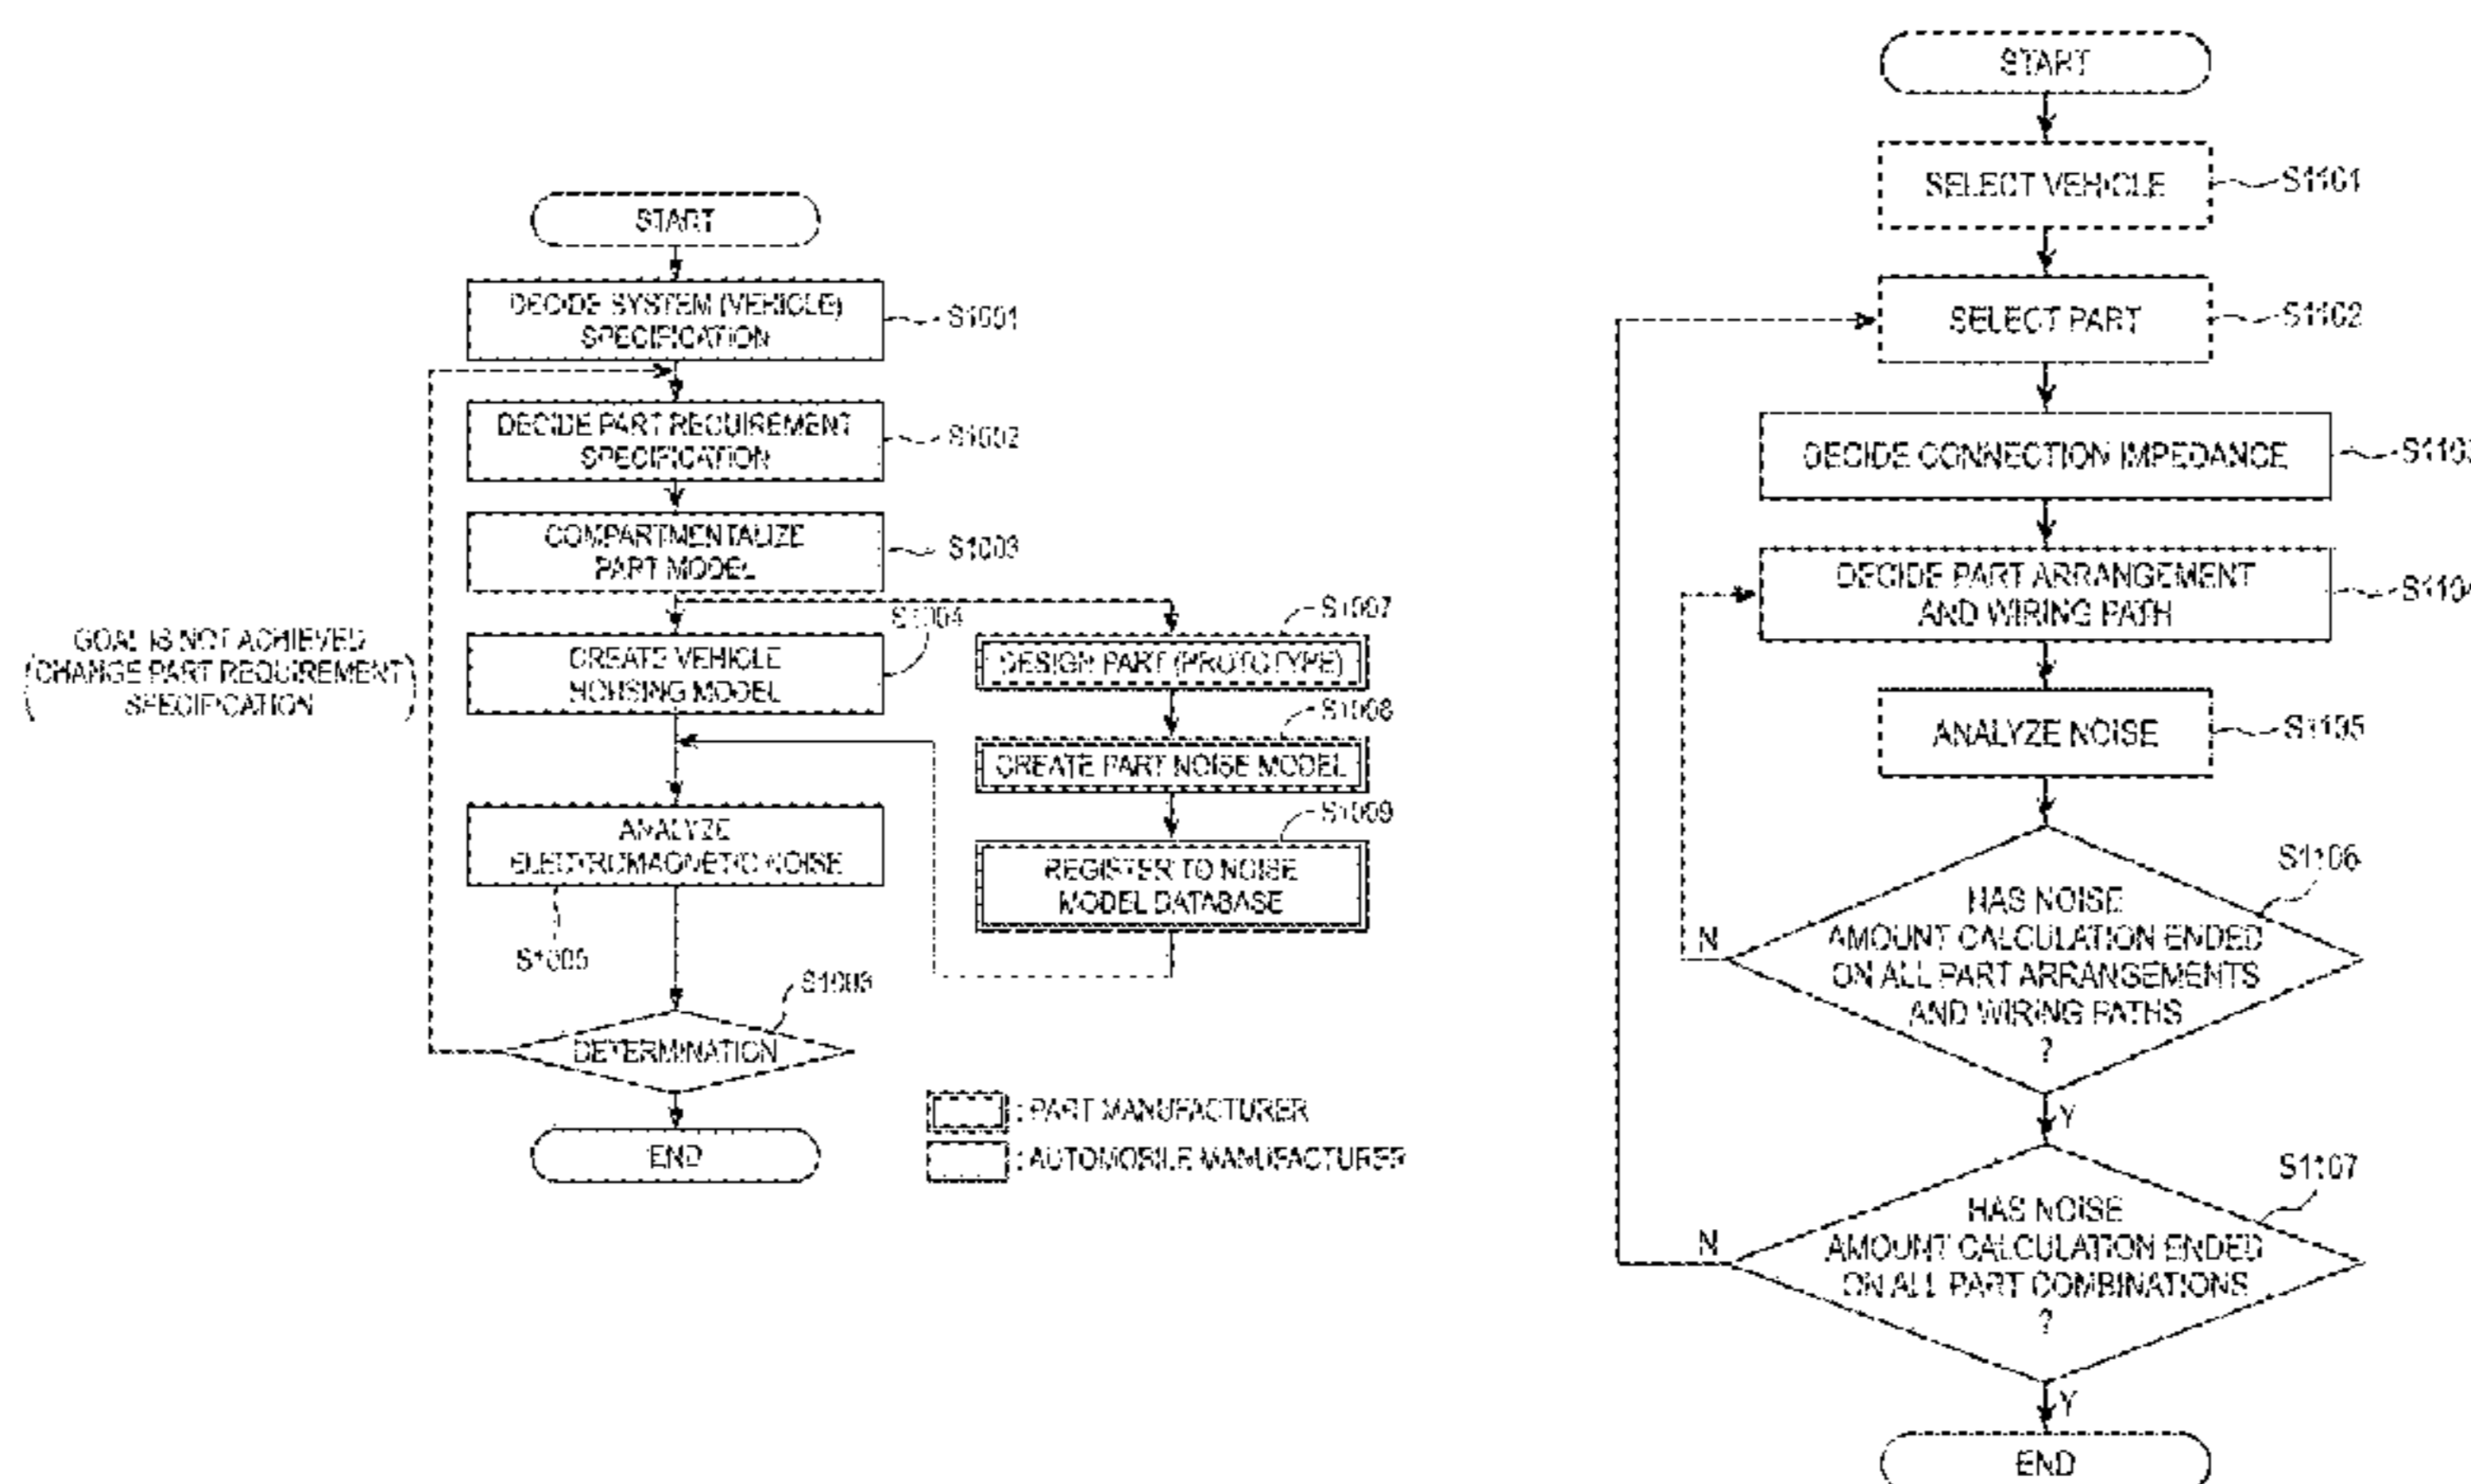 START
DECIDE SYSTEM (VEHICLE)
SPECIFICATION
S1001
DECIDE PART REQUIREMENT
SPECIFICATION
S1002
COMPARTMENTALIZE
PART MODEL
S1003
S1004
CREATE VEHICLE
HOUSING MODEL
GOAL IS NOT ACHIEVED
(CHANGE PART REQUIREMENT
SPECIFICATION)
S1007
DESIGN PART (PROTOTYPE)
S1008
CREATE PART NOISE MODEL
S1009
REGISTER TO NOISE
MODEL DATABASE
ANALYZE
ELECTROMAGNETIC NOISE
S1005
DETERMINATION
END
: PART MANUFACTURER
: AUTOMOBILE MANUFACTURER
START
SELECT VEHICLE
S1101
SELECT PART
S1102
DECIDE CONNECTION IMPEDANCE
S1103
DECIDE PART ARRANGEMENT
AND WIRING PATH
S1104
ANALYZE NOISE
S1105
S1106
HAS NOISE
AMOUNT CALCULATION ENDED
ON ALL PART ARRANGEMENTS
AND WIRING PATHS
?
N
Y
S1107
HAS NOISE
AMOUNT CALCULATION ENDED
ON ALL PART COMBINATIONS
?
N
Y
END